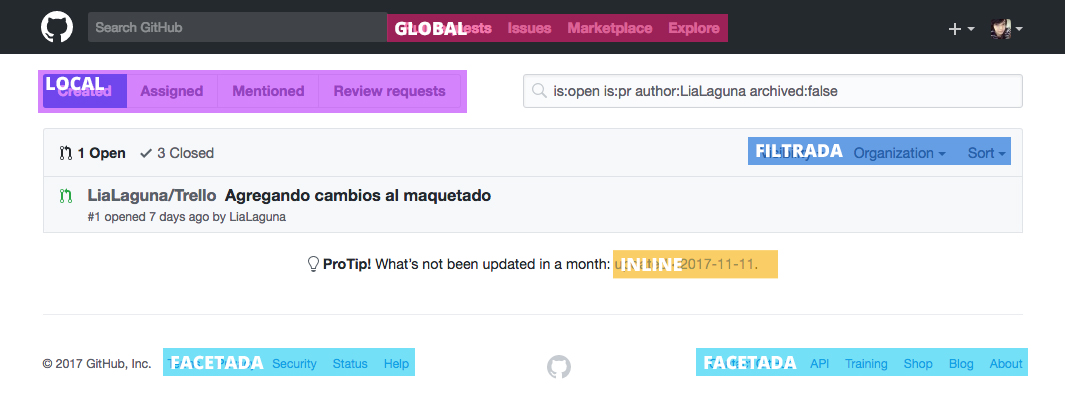 Search GitHub GLOBAL requests Issues Marketplace Explore
LOCAL
Created Assigned Mentioned Review requests is:open is:pr author:LiaLaguna archived:false
1 Open 3 Closed FILTRADA Organization Sort
LiaLaguna/Trello Agregando cambios al maquetado
#1 opened 7 days ago by LiaLaguna
ProTip! What's not been updated in a month: INLINE 2017-11-11.
© 2017 GitHub, Inc. FACETADA Security Status Help FACETADA API Training Shop Blog About